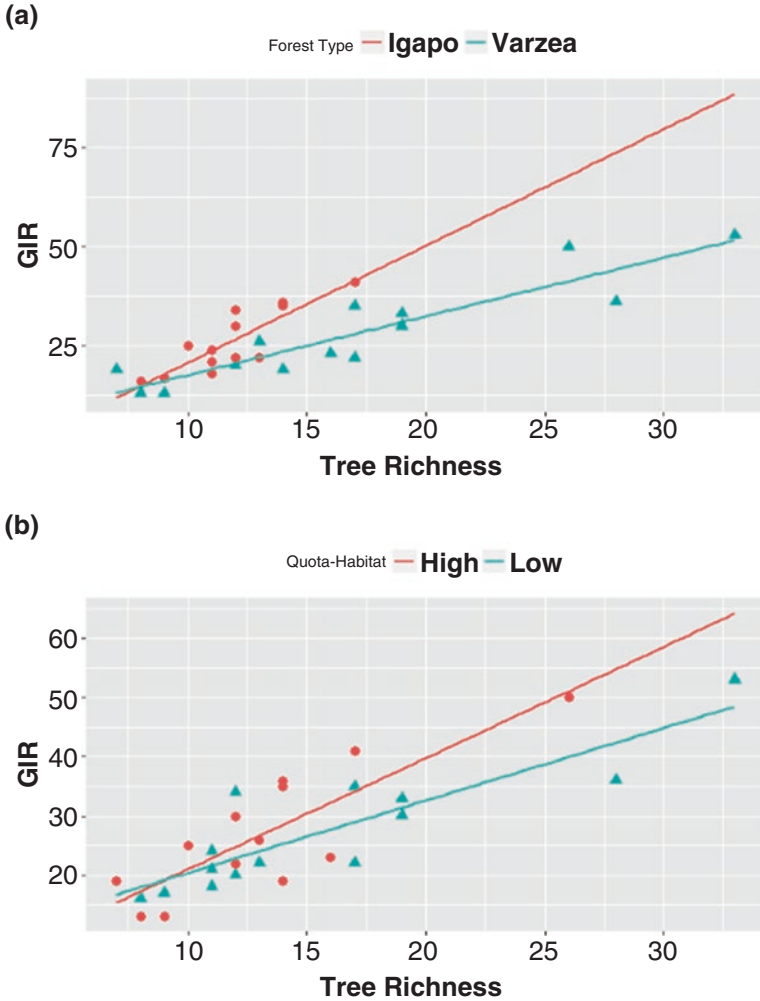 (a)
Forest Type Igapo Varzea
75
50
25
GIR
10 15 20 25 30
Tree Richness
(b)
Quota-Habitat High Low
60
50
40
30
20
GIR
10 15 20 25 30
Tree Richness